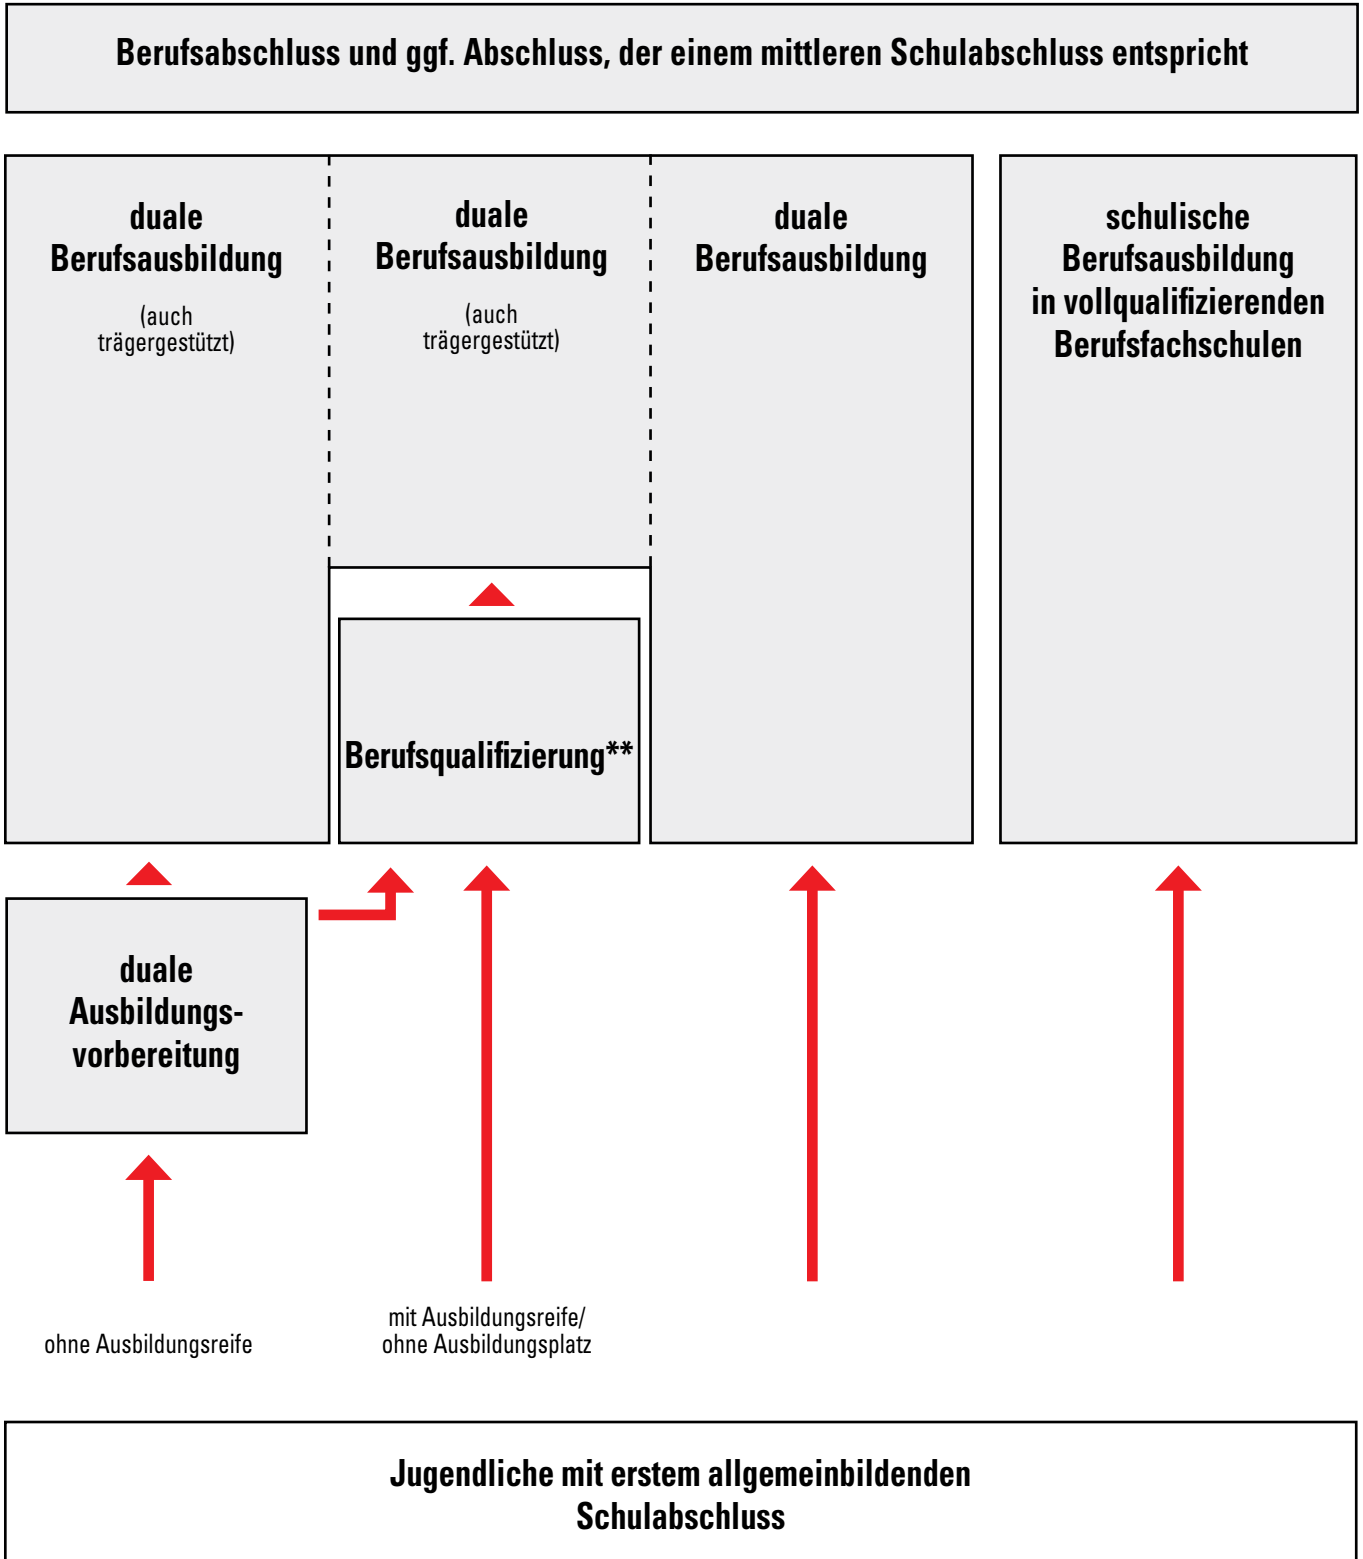 Berufsabschluss und ggf. Abschluss, der einem mittleren Schulabschluss entspricht
duale
Berufsausbildung
(auch
trägergestützt)
duale
Berufsausbildung
(auch
trägergestützt)
duale
Berufsausbildung
schulische
Berufsausbildung
in vollqualifizierenden
Berufsfachschulen
Berufsqualifizierung**
duale
Ausbildungs-
vorbereitung
ohne Ausbildungsreife
mit Ausbildungsreife/
ohne Ausbildungsplatz
Jugendliche mit erstem allgemeinbildenden
Schulabschluss